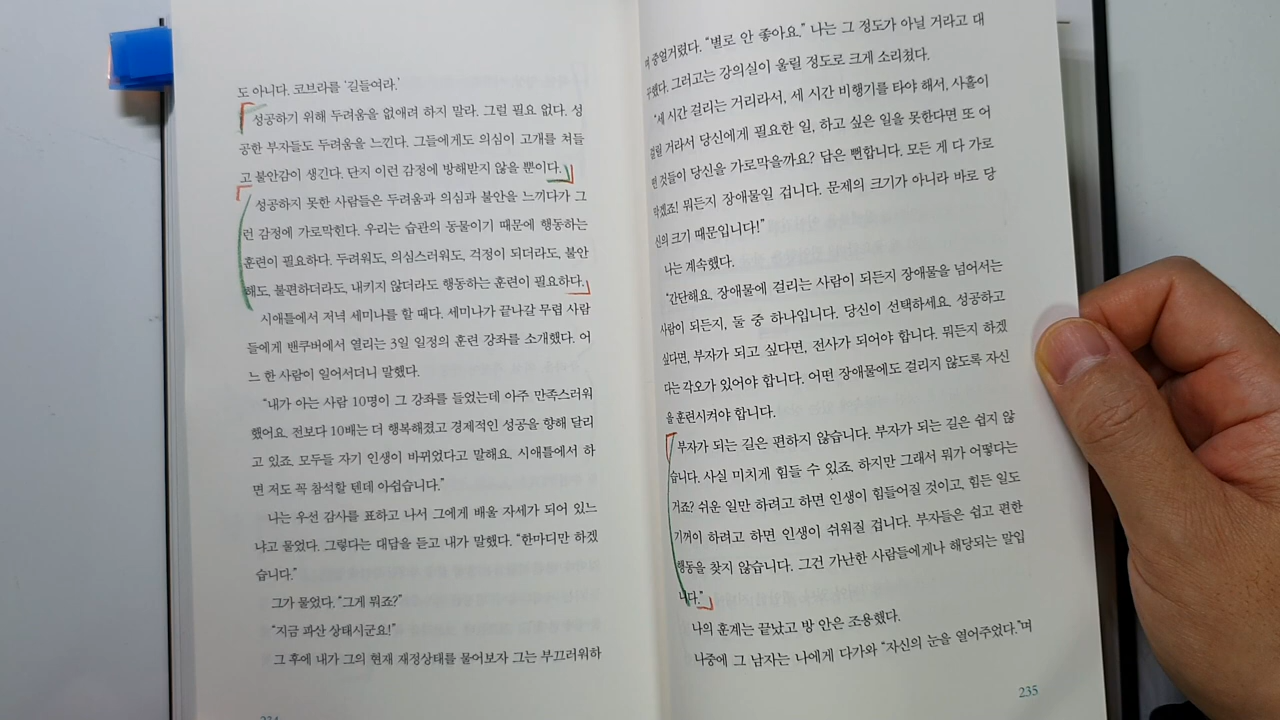 도 아니다. 코브라를 ‘길들여라.’
성공하기 위해 두려움을 없애려 하지 말라. 그럴 필요 없다. 성
공한 부자들도 두려움을 느낀다. 그들에게도 의심이 고개를 쳐들
고 불안감이 생긴다. 단지 이런 감정에 방해받지 않을 뿐이다.
성공하지 못한 사람들은 두려움과 의심과 불안을 느끼다가 그
런 감정에 가로막힌다. 우리는 습관의 동물이기 때문에 행동하는
훈련이 필요하다. 두려워도, 의심스러워도, 걱정이 되더라도, 불안
해도, 불편하더라도, 내키지 않더라도 행동하는 훈련이 필요하다.
시애틀에서 저녁 세미나를 할 때다. 세미나가 끝나갈 무렵 사람
들에게 밴쿠버에서 열리는 3일 일정의 훈련 강좌를 소개했다. 어
느 한 사람이 일어서더니 말했다.
“내가 아는 사람 10명이 그 강좌를 들었는데 아주 만족스러워
했어요. 전보다 10배는 더 행복해졌고 경제적인 성공을 향해 달리
고 있죠. 모두들 자기 인생이 바뀌었다고 말해요. 시애틀에서 하
면 저도 꼭 참석할 텐데 아쉽습니다.”
나는 우선 감사를 표하고 나서 그에게 배울 자세가 되어 있느
냐고 물었다. 그렇다는 대답을 듣고 내가 말했다. “한마디만 하겠
습니다.”
그가 물었다. “그게 뭐죠?”
“지금 파산 상태시군요!”
그 후에 내가 그의 현재 재정상태를 물어보자 그는 부끄러워하
234
며 중얼거렸다. “별로 안 좋아요.” 나는 그 정도가 아닐 거라고 대
꾸했다. 그러고는 강의실이 울릴 정도로 크게 소리쳤다.
“세 시간 걸리는 거리라서, 세 시간 비행기를 타야 해서, 사흘이
걸릴 거라서 당신에게 필요한 일, 하고 싶은 일을 못한다면 또 어
떤 것들이 당신을 가로막을까요? 답은 뻔합니다. 모든 게 다 가로
막겠죠! 뭐든지 장애물일 겁니다. 문제의 크기가 아니라 바로 당
신의 크기 때문입니다!”
나는 계속했다.
“간단해요. 장애물에 걸리는 사람이 되든지 장애물을 넘어서는
사람이 되든지, 둘 중 하나입니다. 당신이 선택하세요. 성공하고
싶다면, 부자가 되고 싶다면, 전사가 되어야 합니다. 뭐든지 하겠
다는 각오가 있어야 합니다. 어떤 장애물에도 걸리지 않도록 자신
을 훈련시켜야 합니다.
부자가 되는 길은 편하지 않습니다. 부자가 되는 길은 쉽지 않
습니다. 사실 미치게 힘들 수 있죠. 하지만 그래서 뭐가 어떻다는
거죠? 쉬운 일만 하려고 하면 인생이 힘들어질 것이고, 힘든 일도
기꺼이 하려고 하면 인생이 쉬워질 겁니다. 부자들은 쉽고 편한
행동을 찾지 않습니다. 그건 가난한 사람들에게나 해당되는 말입
니다.”
나의 훈계는 끝났고 방 안은 조용했다.
나중에 그 남자는 나에게 다가와 “자신의 눈을 열어주었다.”며
235